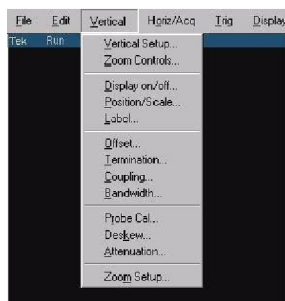 File Edit Vertical Horiz/Acq Trig Display
Tek Run
Vertical Setup...
Zoom Controls...
Display on/off...
Position/Scale...
Label...
Offset...
Termination...
Coupling...
Bandwidth...
Probe Cal...
Deskew...
Attenuation...
Zoom Setup...